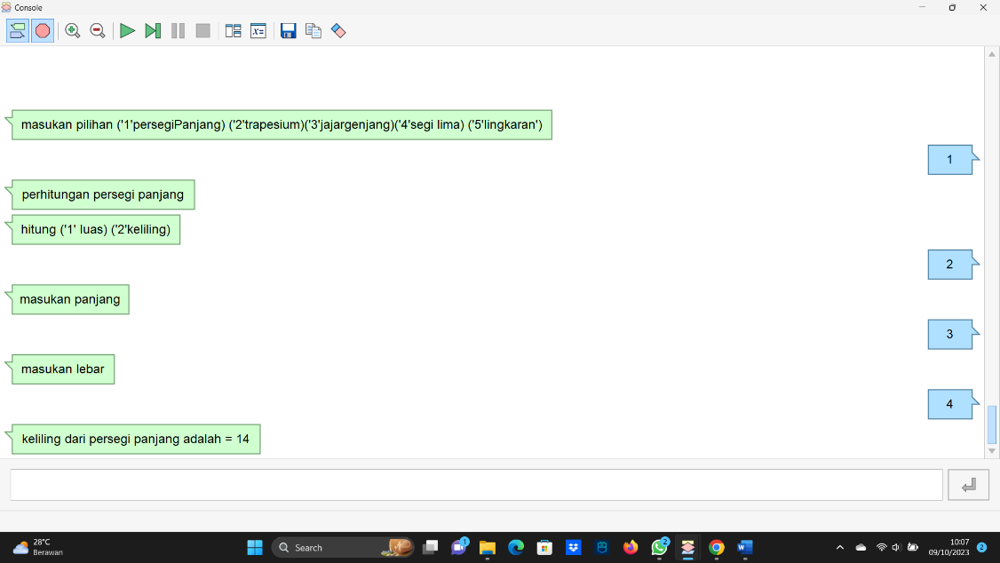 Console
masukan pilihan ('1'persegiPanjang) ('2'trapesium)('3'jajargenjang)('4'segi lima) ('5'lingkaran')
1
perhitungan persegi panjang
hitung ('1' luas) ('2'keliling)
2
masukan panjang
3
masukan lebar
4
keliling dari persegi panjang adalah = 14
28°C
Berawan
Search
1
2
10:07
09/10/2023
2